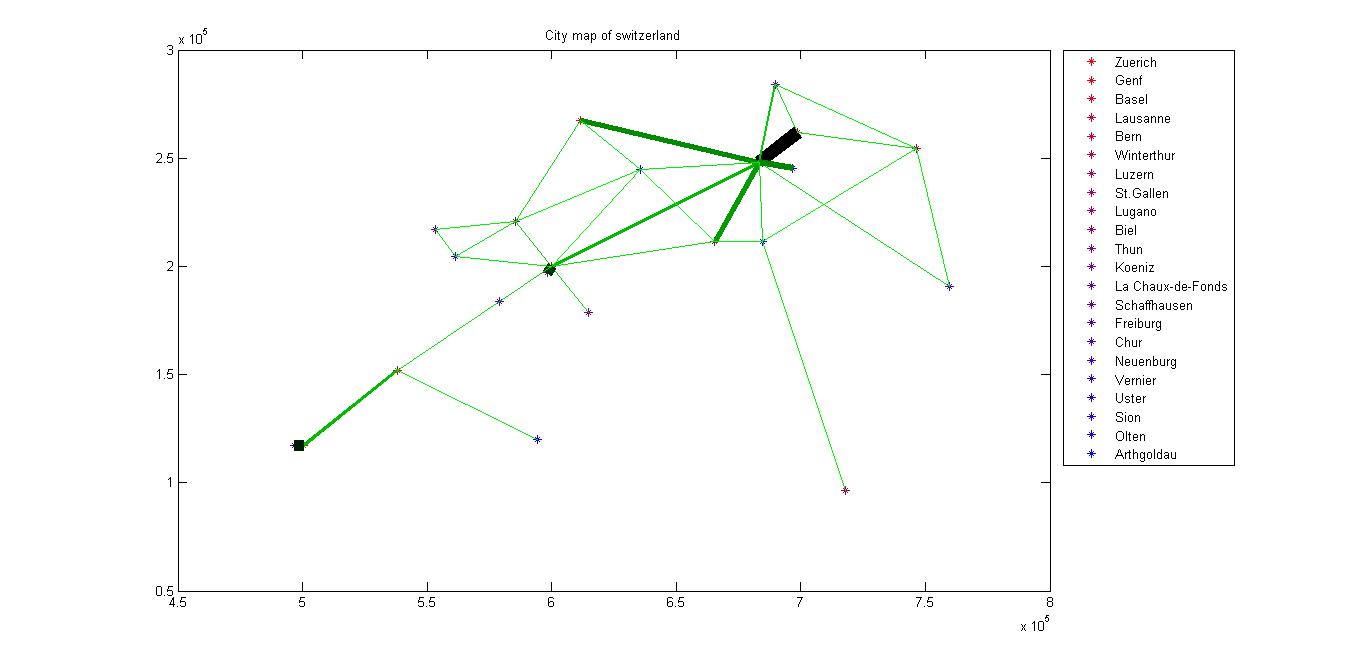 City map of switzerland
x 10^5
3
2.5
2
1.5
1
0.5
4.5 5 5.5 6 6.5 7 7.5 8
x 10^5
Zuerich
Genf
Basel
Lausanne
Bern
Winterthur
Luzern
St.Gallen
Lugano
Biel
Thun
Koeniz
La Chaux-de-Fonds
Schaffhausen
Freiburg
Chur
Neuenburg
Vernier
Uster
Sion
Olten
Arthgoldau